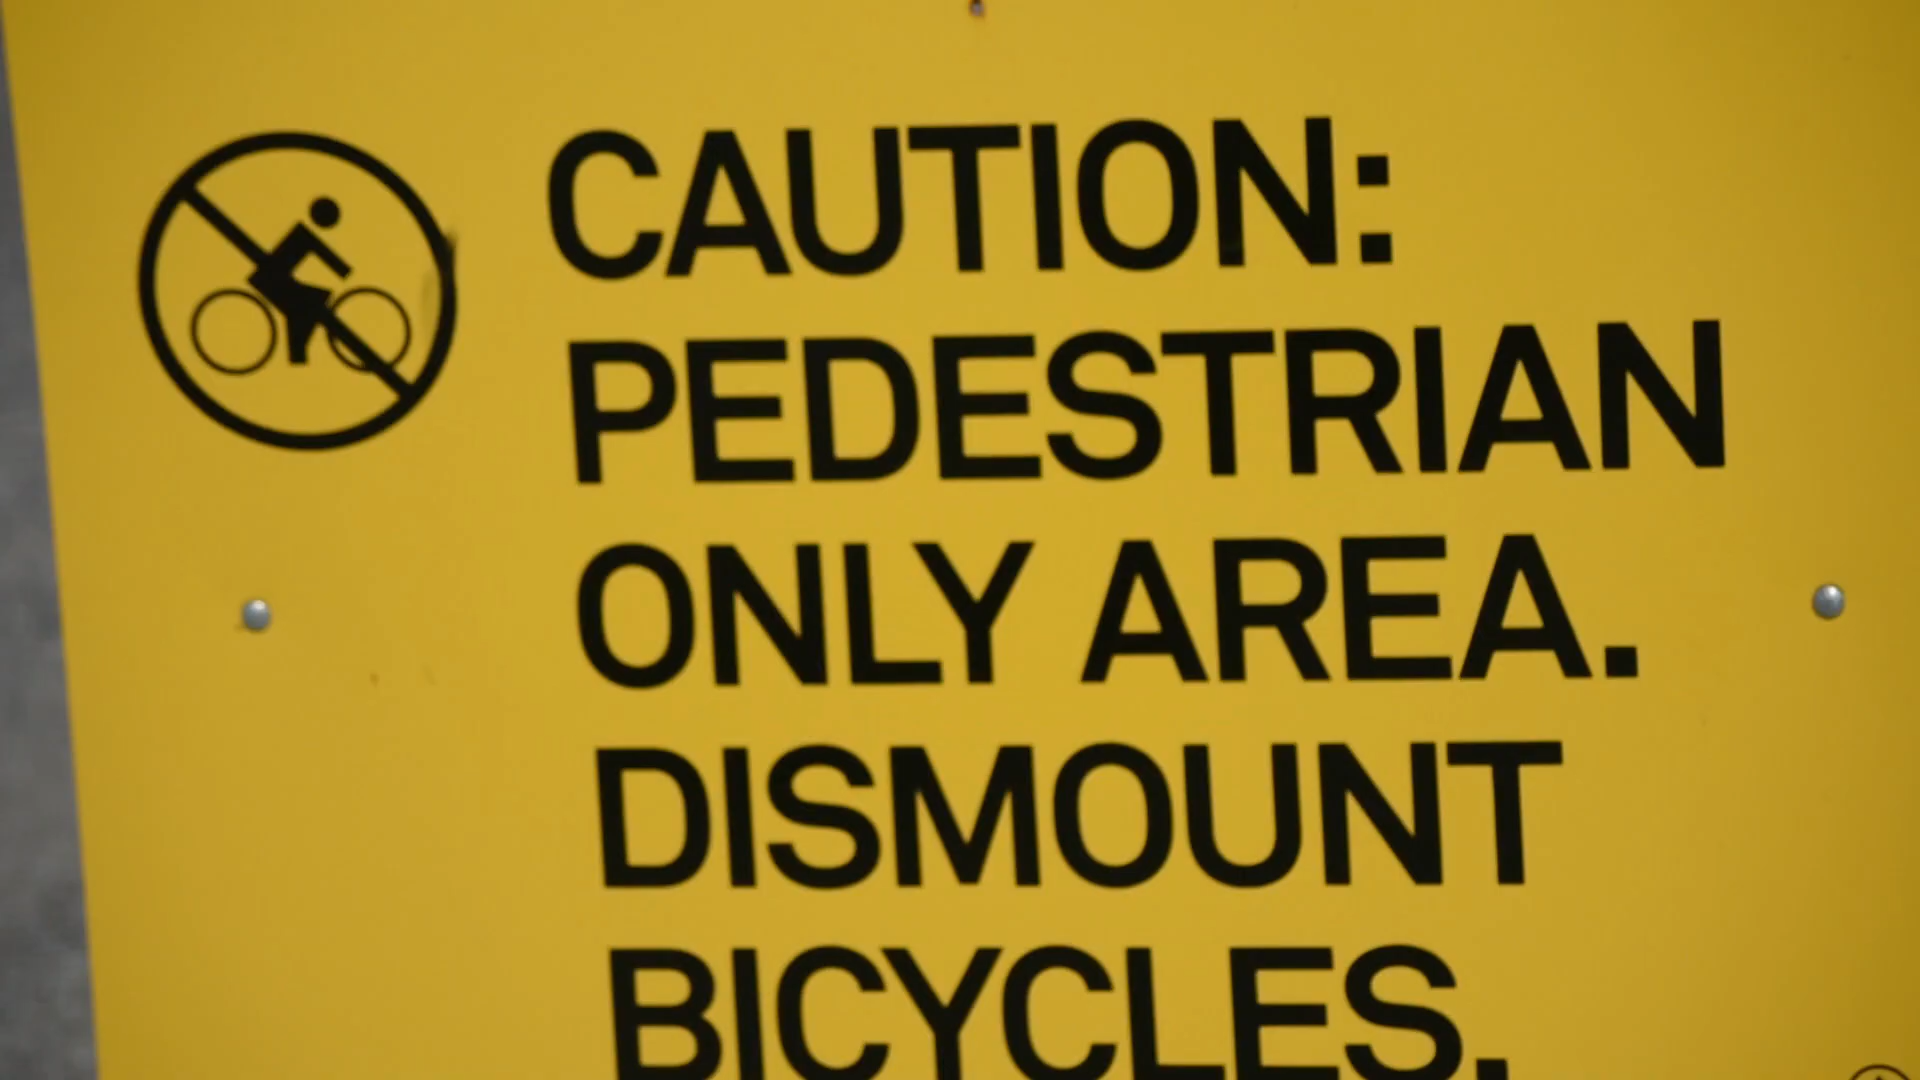 CAUTION:
PEDESTRIAN
ONLY AREA.
DISMOUNT
BICYCLES.